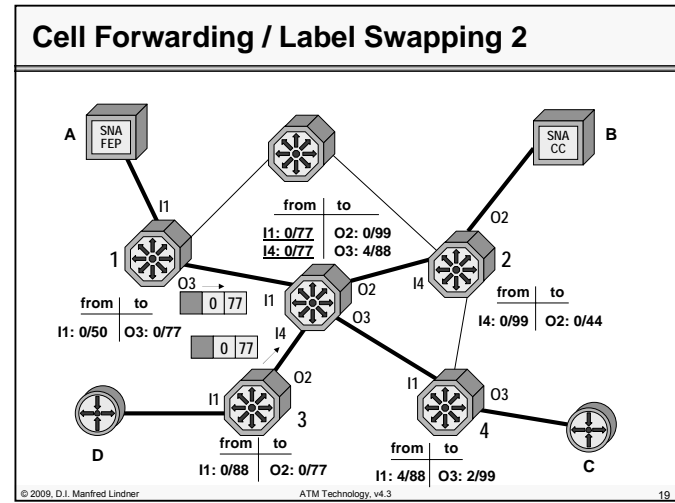 Cell Forwarding / Label Swapping 2
A
SNA
FEP
SNA
CC
B
I1
from to
I1: 0/77 O2: 0/99
I4: 0/77 O3: 4/88
O2
1
2
O3
0 77
I1
O2
I4
from to
I1: 0/50 O3: 0/77
from to
I4: 0/99 O2: 0/44
O3
0 77
I4
I1
O2
3
I1
O3
4
D
from to
I1: 0/88 O2: 0/77
from to
I1: 4/88 O3: 2/99
C
© 2009, D.I. Manfred Lindner
ATM Technology, v4.3
19